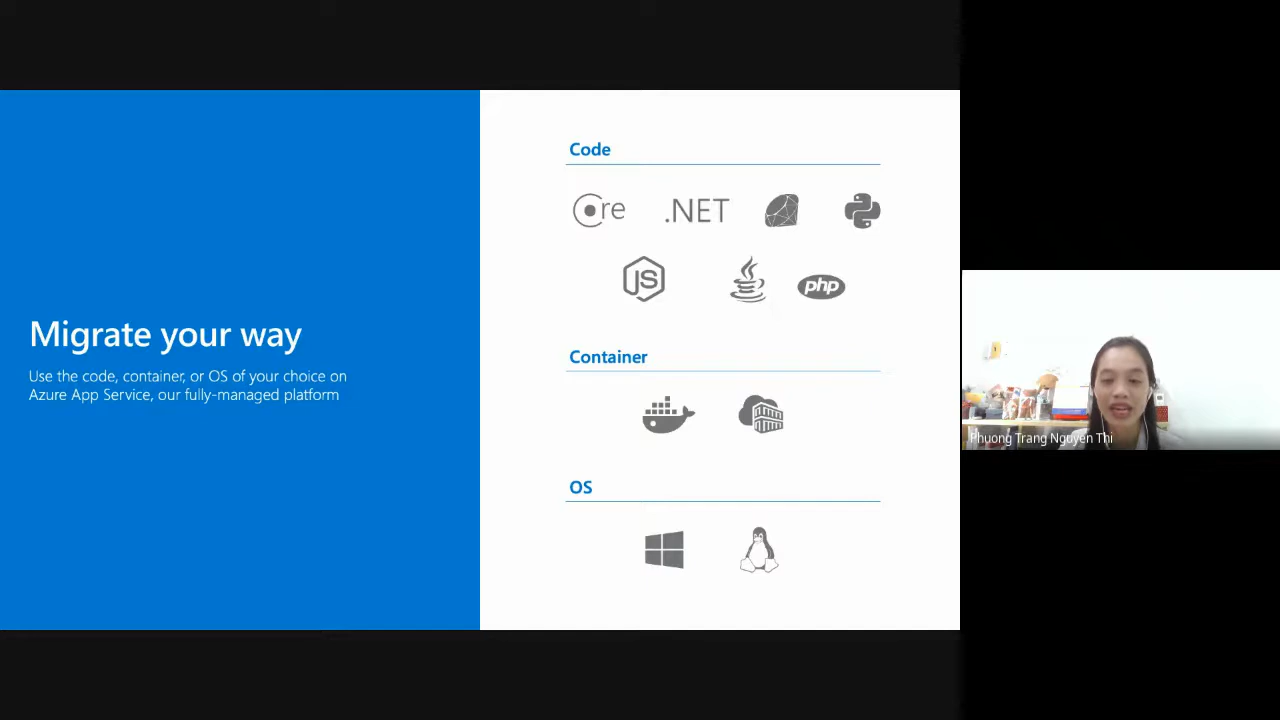 Migrate your way
Use the code, container, or OS of your choice on
Azure App Service, our fully-managed platform
Code
Core .NET
JS php
Container
OS
Phuong Trang Nguyen Thi